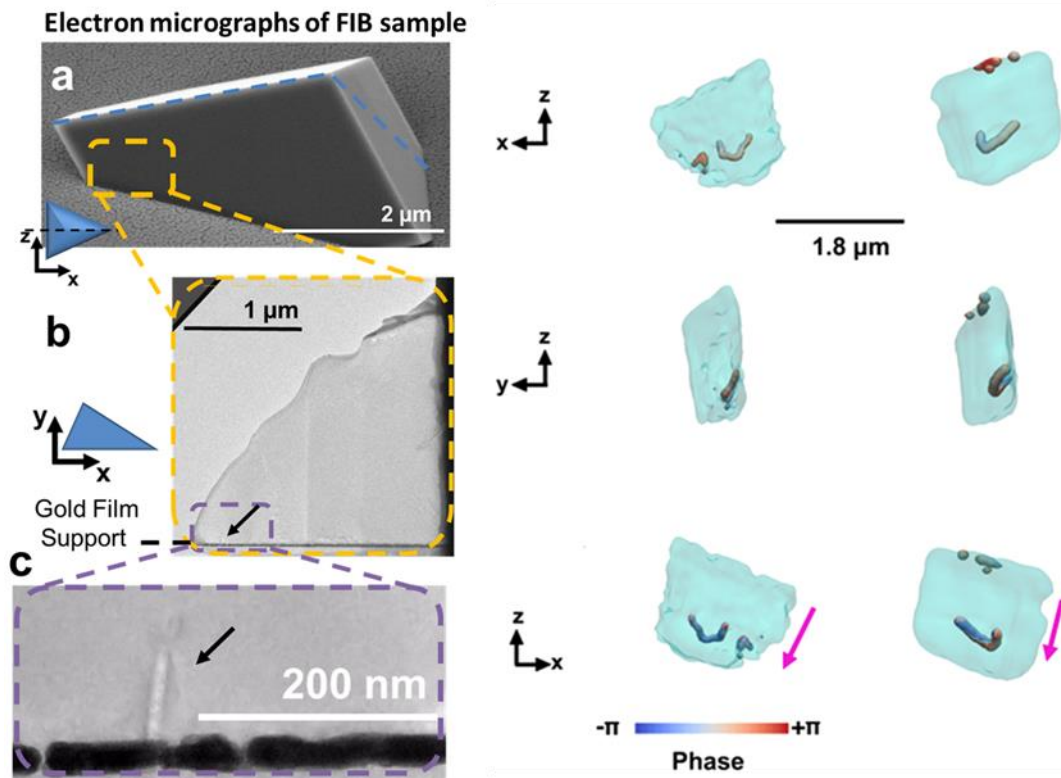 Electron micrographs of FIB sample
a
2 μm
z
x
b
1 μm
y
x
Gold Film
Support
c
200 nm
z
x
1.8 μm
z
y
z
x
-π +π
Phase